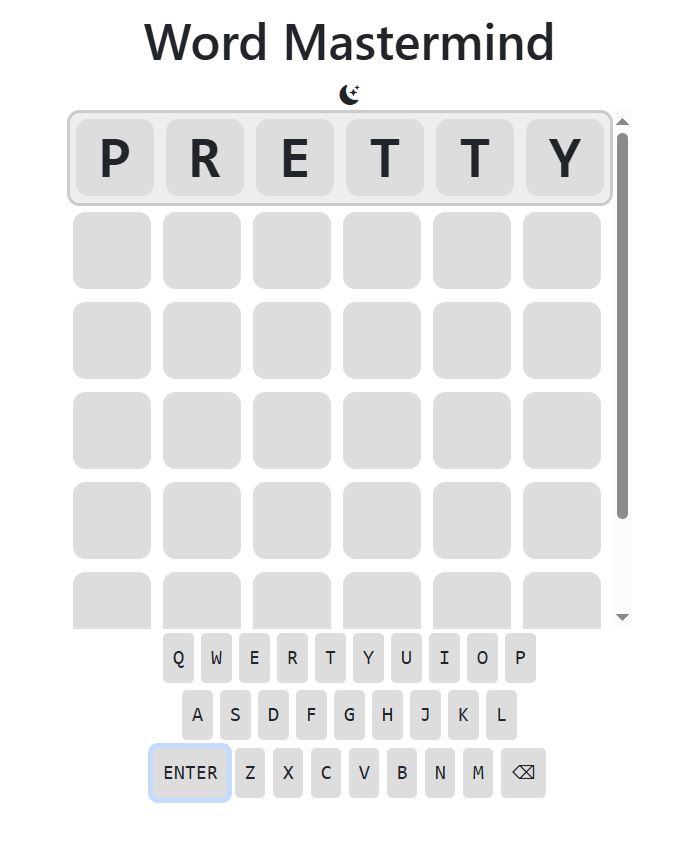 Word Mastermind
P R E T T Y
Q W E R T Y U I O P
A S D F G H J K L
ENTER Z X C V B N M ⌫